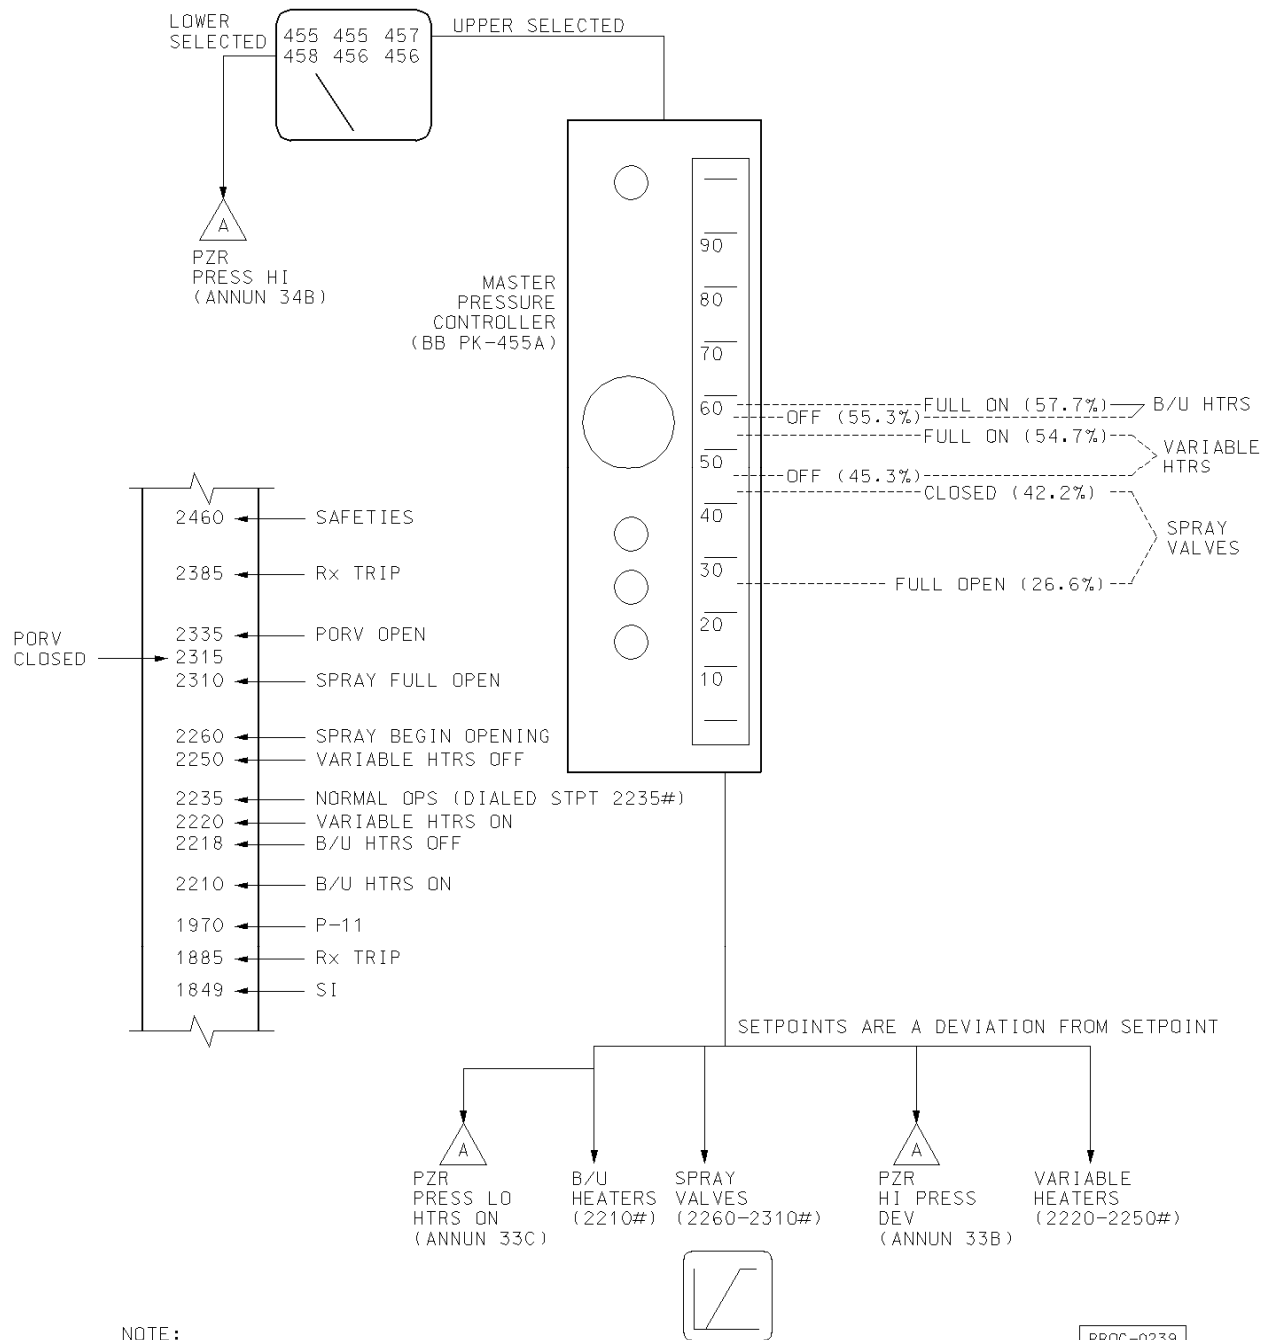 LOWER
SELECTED
455 455 457
458 456 456
UPPER SELECTED
A
PZR
PRESS HI
(ANNUN 34B)
MASTER
PRESSURE
CONTROLLER
(BB PK-455A)
90
80
70
60
50
40
30
20
10
FULL ON (57.7%)
B/U HTRS
OFF (55.3%)
FULL ON (54.7%)
VARIABLE
HTRS
OFF (45.3%)
CLOSED (42.2%)
SPRAY
VALVES
FULL OPEN (26.6%)
2460 SAFETIES
2385 Rx TRIP
2335 PORV OPEN
PORV
CLOSED
2315
2310 SPRAY FULL OPEN
2260 SPRAY BEGIN OPENING
2250 VARIABLE HTRS OFF
2235 NORMAL OPS (DIALED STPT 2235#)
2220 VARIABLE HTRS ON
2218 B/U HTRS OFF
2210 B/U HTRS ON
1970 P-11
1885 Rx TRIP
1849 SI
SETPOINTS ARE A DEVIATION FROM SETPOINT
A
PZR
PRESS LO
HTRS ON
(ANNUN 33C)
B/U
HEATERS
(2210#)
SPRAY
VALVES
(2260-2310#)
A
PZR
HI PRESS
DEV
(ANNUN 33B)
VARIABLE
HEATERS
(2220-2250#)
NOTE: